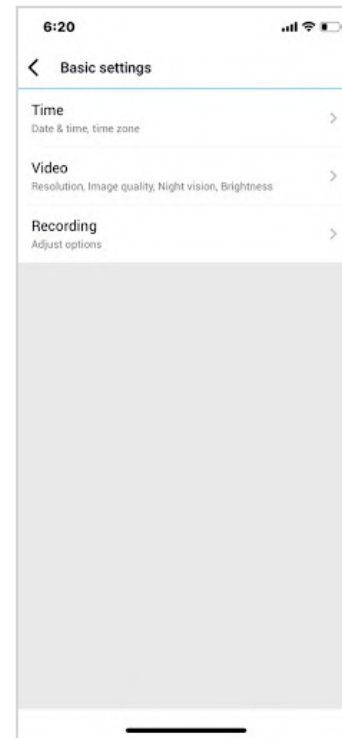 6:20
Basic settings
Time
Date & time, time zone
Video
Resolution, Image quality, Night vision, Brightness
Recording
Adjust options